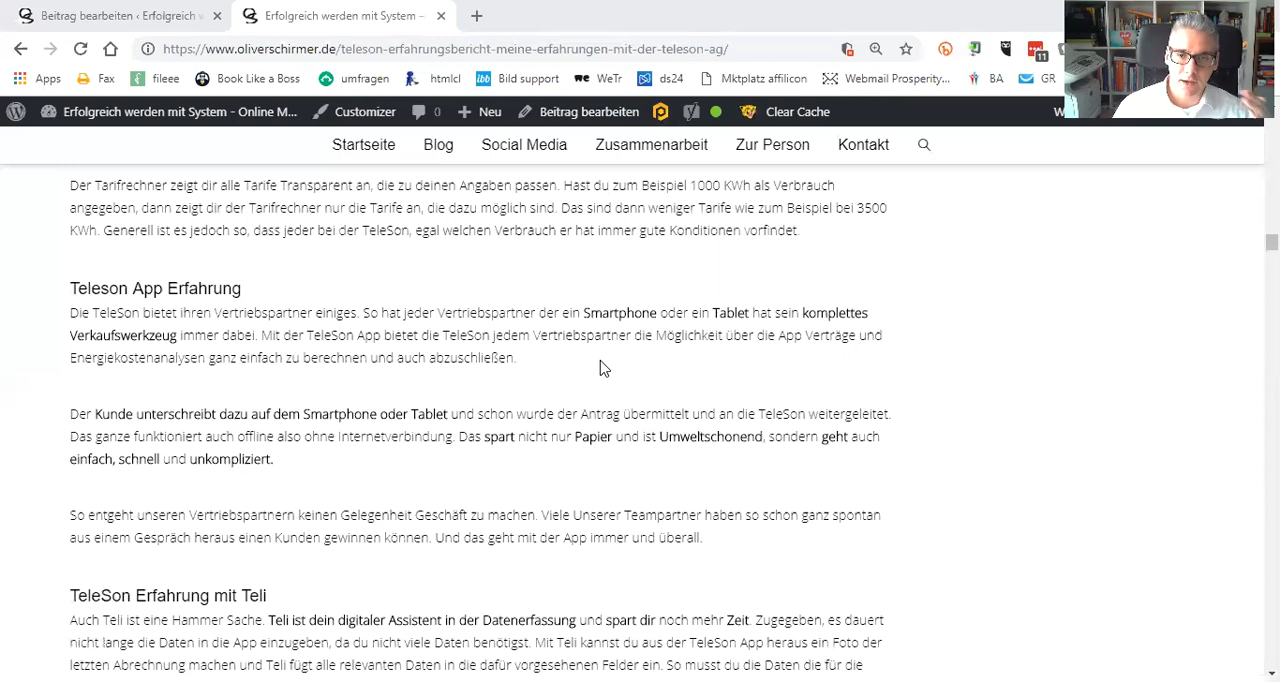 Beitrag bearbeiten ‹ Erfolgreich
Erfolgreich werden mit System –
https://www.oliverschirmer.de/teleson-erfahrungsbericht-meine-erfahrungen-mit-der-teleson-ag/
11
Apps Fax fileee Book Like a Boss umfragen htmlcl Bild support WeTr ds24 Mktplatz affilicon Webmail Prosperity... BA GR
Erfolgreich werden mit System – Online M... Customizer 0 Neu Beitrag bearbeiten Clear Cache W
Startseite Blog Social Media Zusammenarbeit Zur Person Kontakt
Der Tarifrechner zeigt dir alle Tarife Transparent an, die zu deinen Angaben passen. Hast du zum Beispiel 1000 KWh als Verbrauch
angegeben, dann zeigt dir der Tarifrechner nur die Tarife an, die dazu möglich sind. Das sind dann weniger Tarife wie zum Beispiel bei 3500
KWh. Generell ist es jedoch so, dass jeder bei der TeleSon, egal welchen Verbrauch er hat immer gute Konditionen vorfindet.
Teleson App Erfahrung
Die TeleSon bietet ihren Vertriebspartner einiges. So hat jeder Vertriebspartner der ein Smartphone oder ein Tablet hat sein komplettes
Verkaufswerkzeug immer dabei. Mit der TeleSon App bietet die TeleSon jedem Vertriebspartner die Möglichkeit über die App Verträge und
Energiekostenanalysen ganz einfach zu berechnen und auch abzuschließen.
Der Kunde unterschreibt dazu auf dem Smartphone oder Tablet und schon wurde der Antrag übermittelt und an die TeleSon weitergeleitet.
Das ganze funktioniert auch offline also ohne Internetverbindung. Das spart nicht nur Papier und ist Umweltschonend, sondern geht auch
einfach, schnell und unkompliziert.
So entgeht unseren Vertriebspartnern keinen Gelegenheit Geschäft zu machen. Viele Unserer Teampartner haben so schon ganz spontan
aus einem Gespräch heraus einen Kunden gewinnen können. Und das geht mit der App immer und überall.
TeleSon Erfahrung mit Teli
Auch Teli ist eine Hammer Sache. Teli ist dein digitaler Assistent in der Datenerfassung und spart dir noch mehr Zeit. Zugegeben, es dauert
nicht lange die Daten in die App einzugeben, da du nicht viele Daten benötigst. Mit Teli kannst du aus der TeleSon App heraus ein Foto der
letzten Abrechnung machen und Teli fügt alle relevanten Daten in die dafür vorgesehenen Felder ein. So musst du die Daten die für die